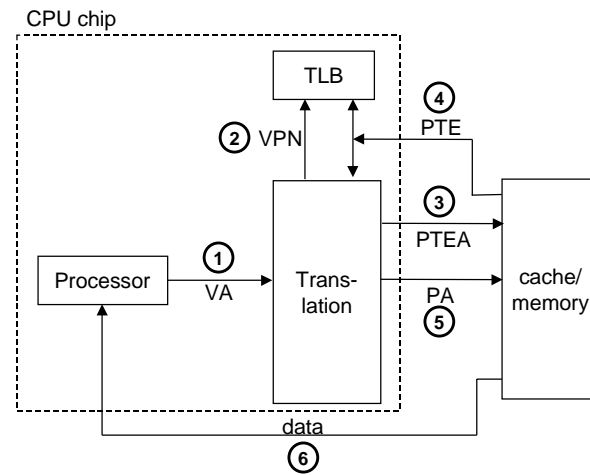 CPU chip
TLB
4
2 VPN
PTE
3
PTEA
1
Processor
VA
Trans-
lation
PA
5
cache/
memory
data
6